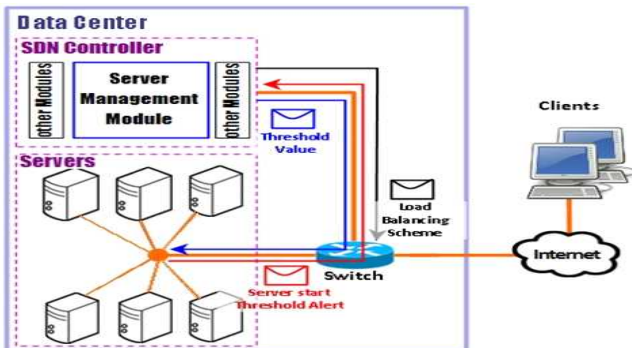 Data Center
SDN Controller
other Modules
Server
Management
Module
other Modules
Threshold
Value
Servers
Load
Balancing
Scheme
Switch
Server start
Threshold Alert
Clients
Internet